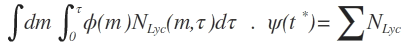 ∫dm ∫₀^τ ϕ(m)N_Lyc(m,τ)dτ . ψ(t*)= ∑N_Lyc